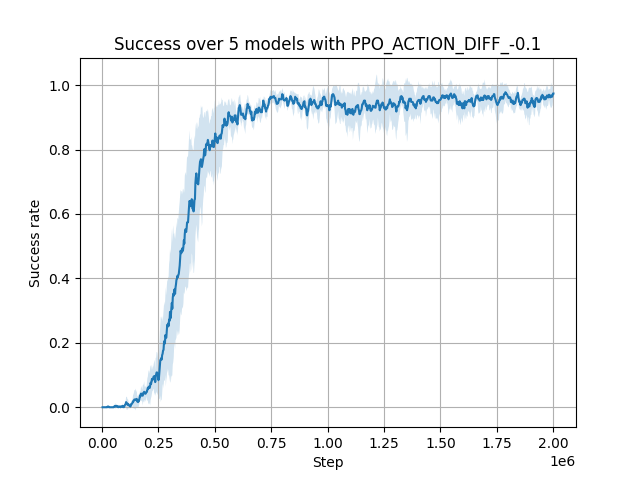 Success over 5 models with PPO_ACTION_DIFF_-0.1
Success rate
1.0
0.8
0.6
0.4
0.2
0.0
0.00 0.25 0.50 0.75 1.00 1.25 1.50 1.75 2.00
1e6
Step